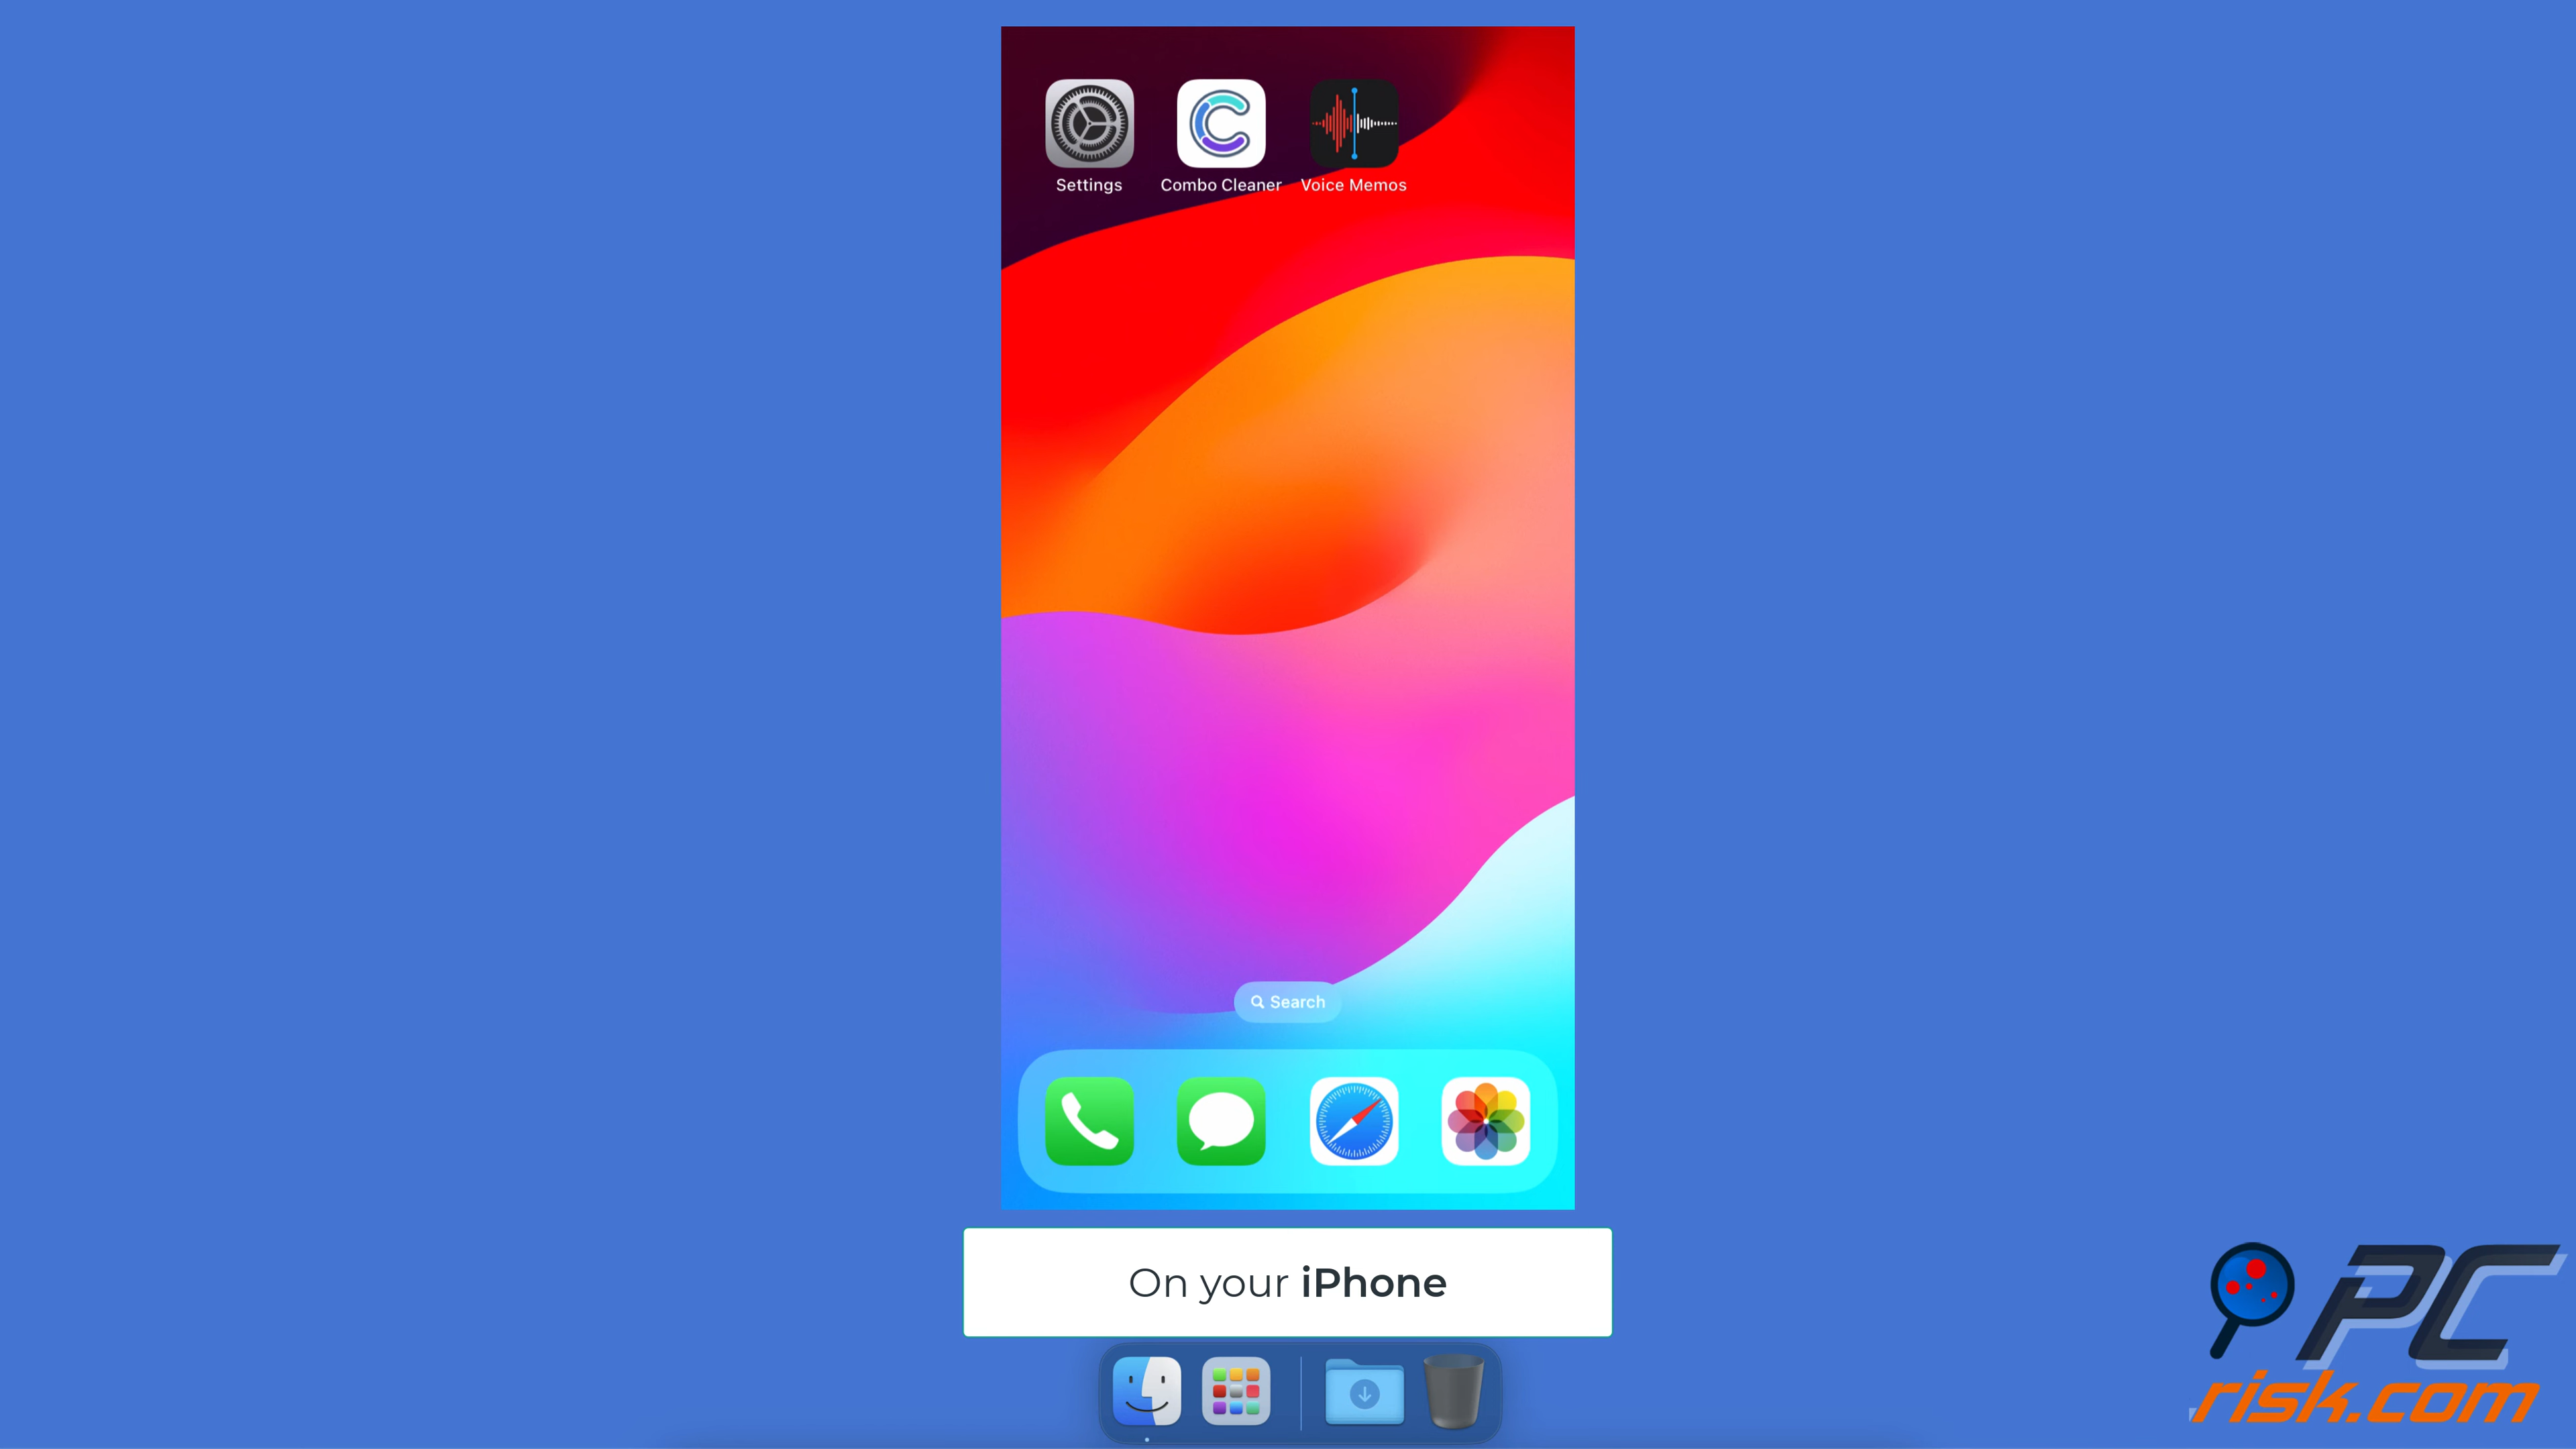 Settings
Combo Cleaner
Voice Memos
Search
On your iPhone
PC
risk.com